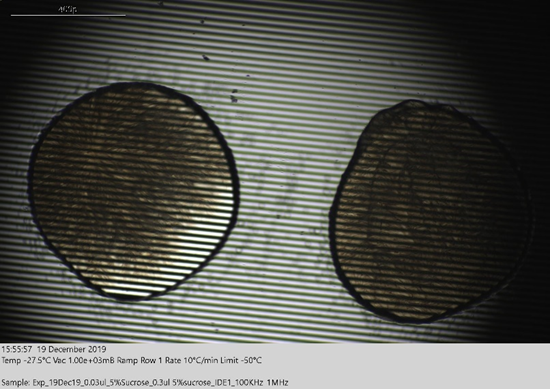 400μ
15:55:57 19 December 2019
Temp -27.5°C Vac 1.00e+03mB Ramp Row 1 Rate 10°C/min Limit -50°C
Sample: Exp_19Dec19_0.03ul_5%Sucrose_0.3ul 5%sucrose_IDE1_100KHz 1MHz